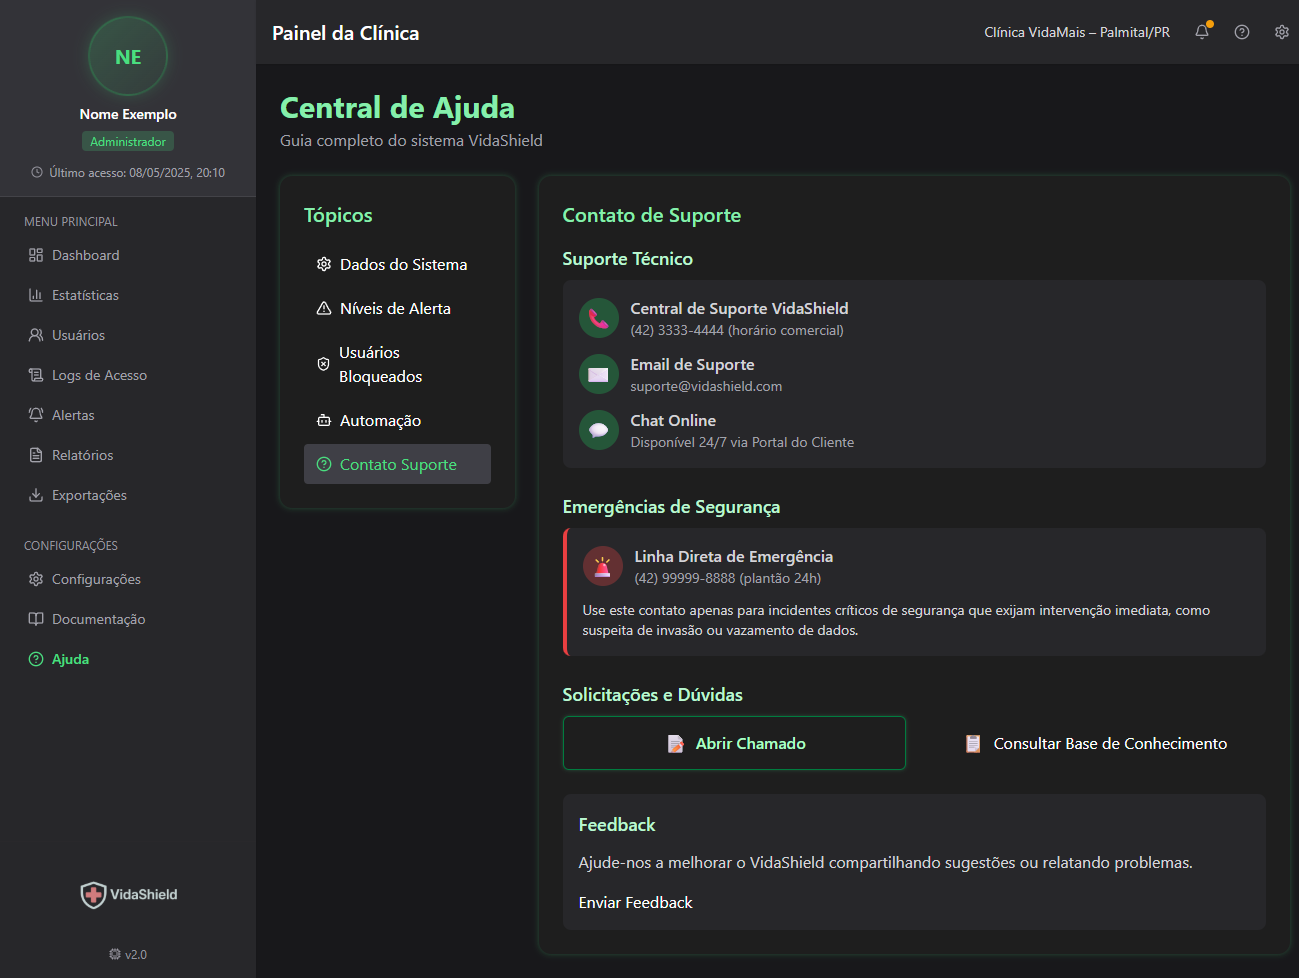 NE
Nome Exemplo
Administrador
Último acesso: 08/05/2025, 20:10
MENU PRINCIPAL
Dashboard
Estatísticas
Usuários
Logs de Acesso
Alertas
Relatórios
Exportações
CONFIGURAÇÕES
Configurações
Documentação
Ajuda
VidaShield
v2.0
Painel da Clínica
Clínica VidaMais – Palmital/PR
Central de Ajuda
Guia completo do sistema VidaShield
Tópicos
Dados do Sistema
Níveis de Alerta
Usuários
Bloqueados
Automação
Contato Suporte
Contato de Suporte
Suporte Técnico
Central de Suporte VidaShield
(42) 3333-4444 (horário comercial)
Email de Suporte
suporte@vidashield.com
Chat Online
Disponível 24/7 via Portal do Cliente
Emergências de Segurança
Linha Direta de Emergência
(42) 99999-8888 (plantão 24h)
Use este contato apenas para incidentes críticos de segurança que exijam intervenção imediata, como
suspeita de invasão ou vazamento de dados.
Solicitações e Dúvidas
Abrir Chamado
Consultar Base de Conhecimento
Feedback
Ajude-nos a melhorar o VidaShield compartilhando sugestões ou relatando problemas.
Enviar Feedback